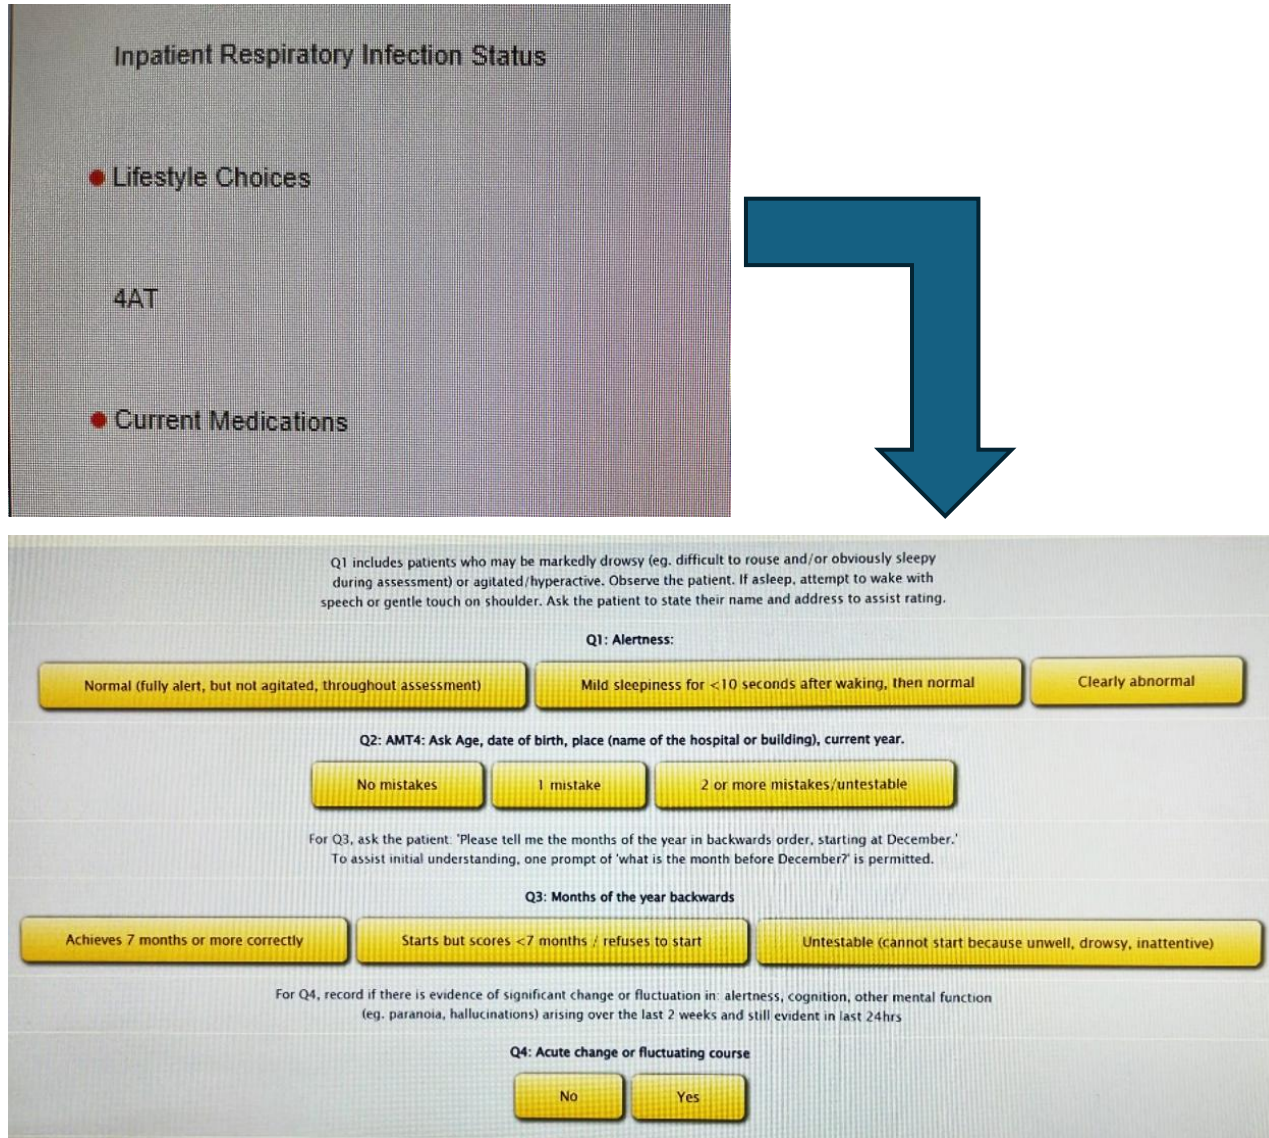 Inpatient Respiratory Infection Status
Lifestyle Choices
4AT
Current Medications
Q1 includes patients who may be markedly drowsy (eg. difficult to rouse and/or obviously sleepy
during assessment) or agitated/hyperactive. Observe the patient. If asleep, attempt to wake with
speech or gentle touch on shoulder. Ask the patient to state their name and address to assist rating.
Q1: Alertness:
Normal (fully alert, but not agitated, throughout assessment) Mild sleepiness for <10 seconds after waking, then normal Clearly abnormal
Q2: AMT4: Ask Age, date of birth, place (name of the hospital or building), current year.
No mistakes 1 mistake 2 or more mistakes/untestable
For Q3, ask the patient: 'Please tell me the months of the year in backwards order, starting at December.'
To assist initial understanding, one prompt of 'what is the month before December?' is permitted.
Q3: Months of the year backwards
Achieves 7 months or more correctly Starts but scores <7 months / refuses to start Untestable (cannot start because unwell, drowsy, inattentive)
For Q4, record if there is evidence of significant change or fluctuation in: alertness, cognition, other mental function
(eg. paranoia, hallucinations) arising over the last 2 weeks and still evident in last 24hrs
Q4: Acute change or fluctuating course
No Yes